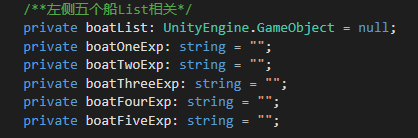 /**左侧五个船List相关*/
private boatList: UnityEngine.GameObject = null;
private boatOneExp: string = "";
private boatTwoExp: string = "";
private boatThreeExp: string = "";
private boatFourExp: string = "";
private boatFiveExp: string = "";